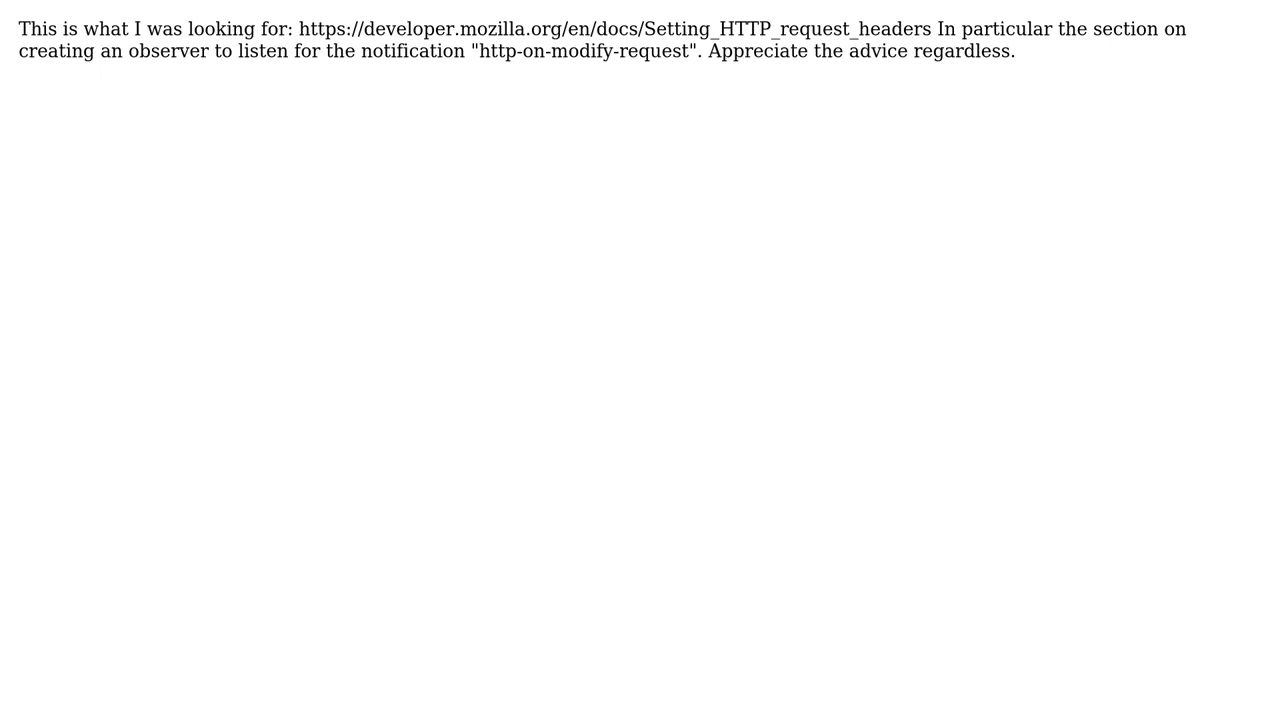 This is what I was looking for: https://developer.mozilla.org/en/docs/Setting_HTTP_request_headers In particular the section on
creating an observer to listen for the notification "http-on-modify-request". Appreciate the advice regardless.